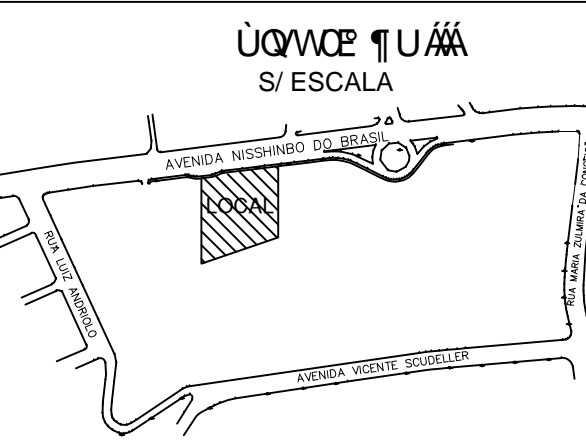 S/ ESCALA
AVENIDA NISSHINBO DO BRASIL
LOCAL
RUA LUIZ ANDRIOLO
RUA MARIA ZULMIRA DA
AVENIDA VICENTE SCUDELLER